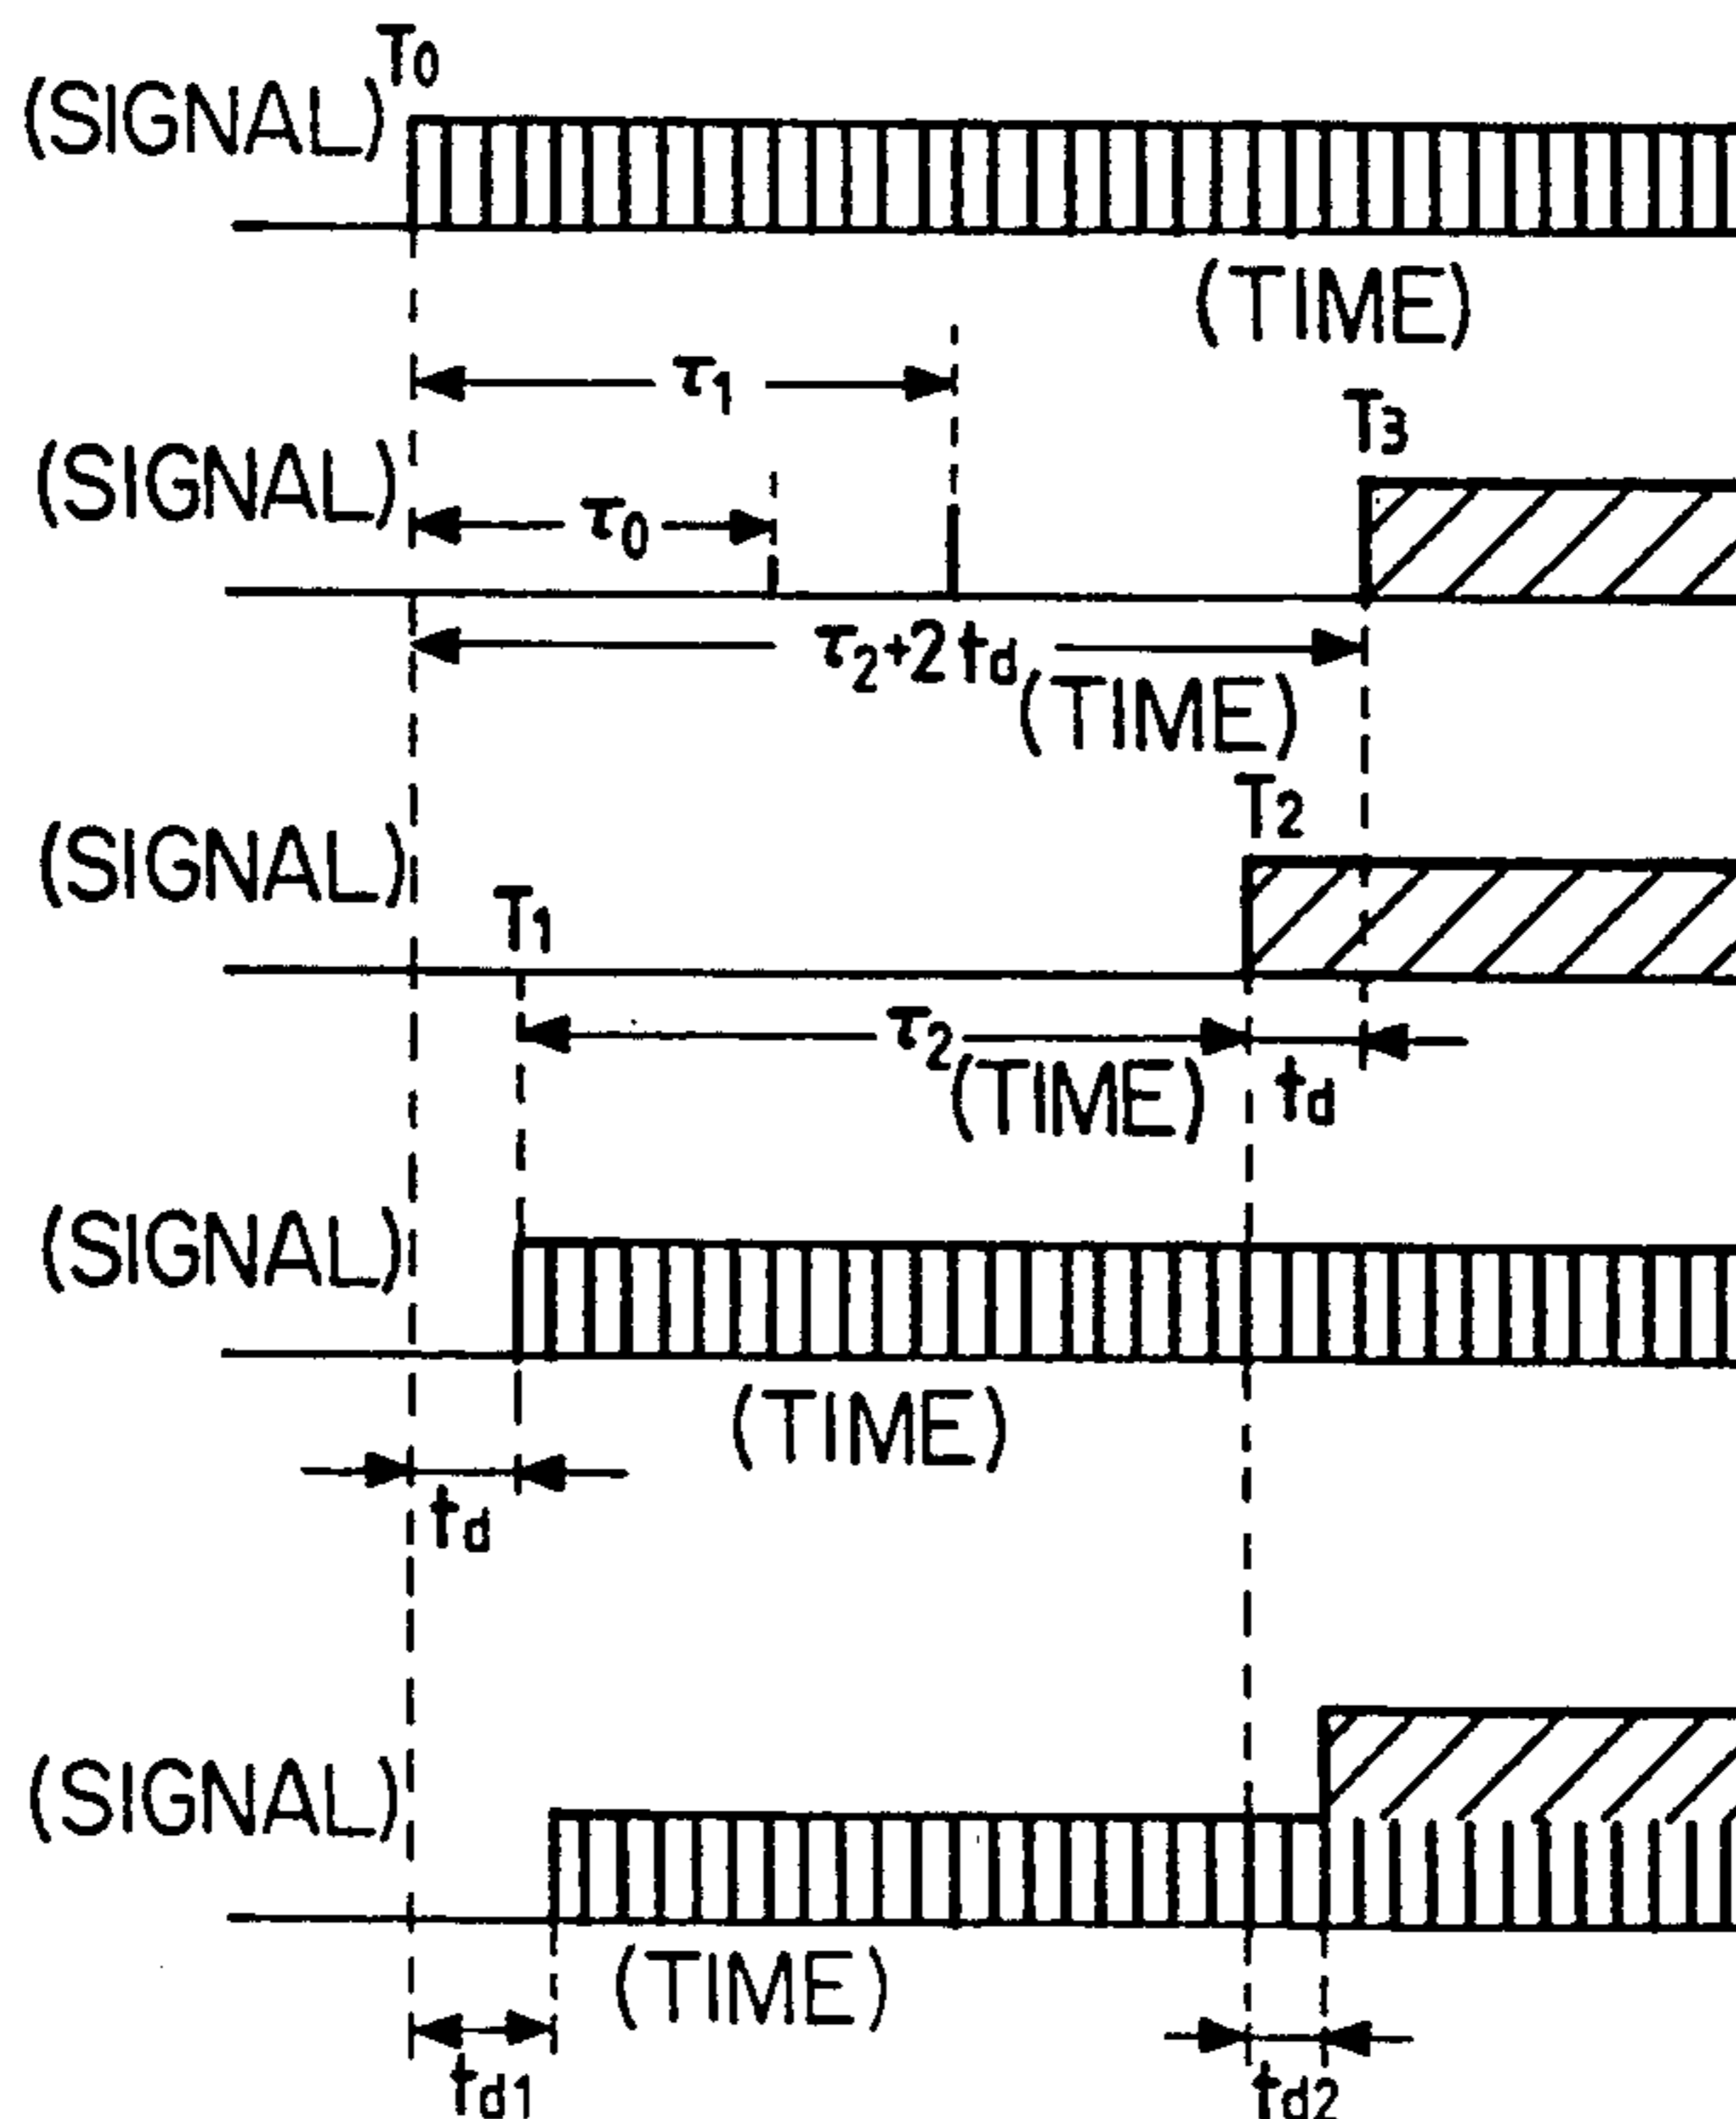 T0
(SIGNAL)
(TIME)
τ1
T3
(SIGNAL)
τ0
τ2+2td
(TIME)
T2
(SIGNAL)
T1
τ2
(TIME)
td
(SIGNAL)
(TIME)
td
(SIGNAL)
(TIME)
td1
td2